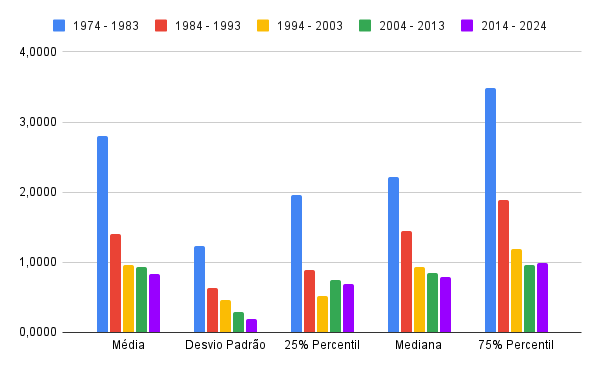 1974 - 1983 1984 - 1993 1994 - 2003 2004 - 2013 2014 - 2024
4,0000
3,0000
2,0000
1,0000
0,0000
Média Desvio Padrão 25% Percentil Mediana 75% Percentil